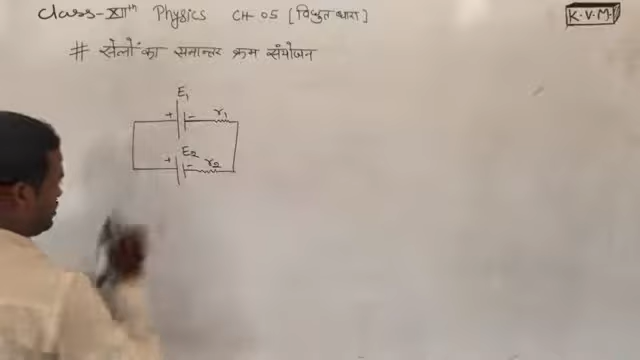 Class-XIIth Physics CH-05 [विद्युत धारा]
K.V.M.
# सेलों का समान्तर क्रम संयोजन
E1
+ - r1
E2
+ - r2